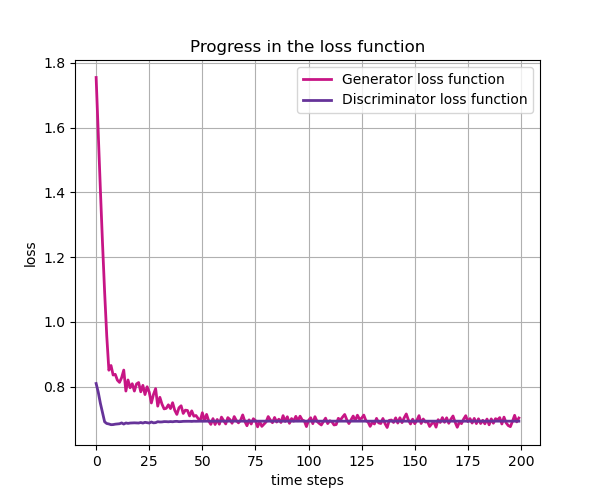 Progress in the loss function
Generator loss function
Discriminator loss function
loss
1.8
1.6
1.4
1.2
1.0
0.8
0 25 50 75 100 125 150 175 200
time steps